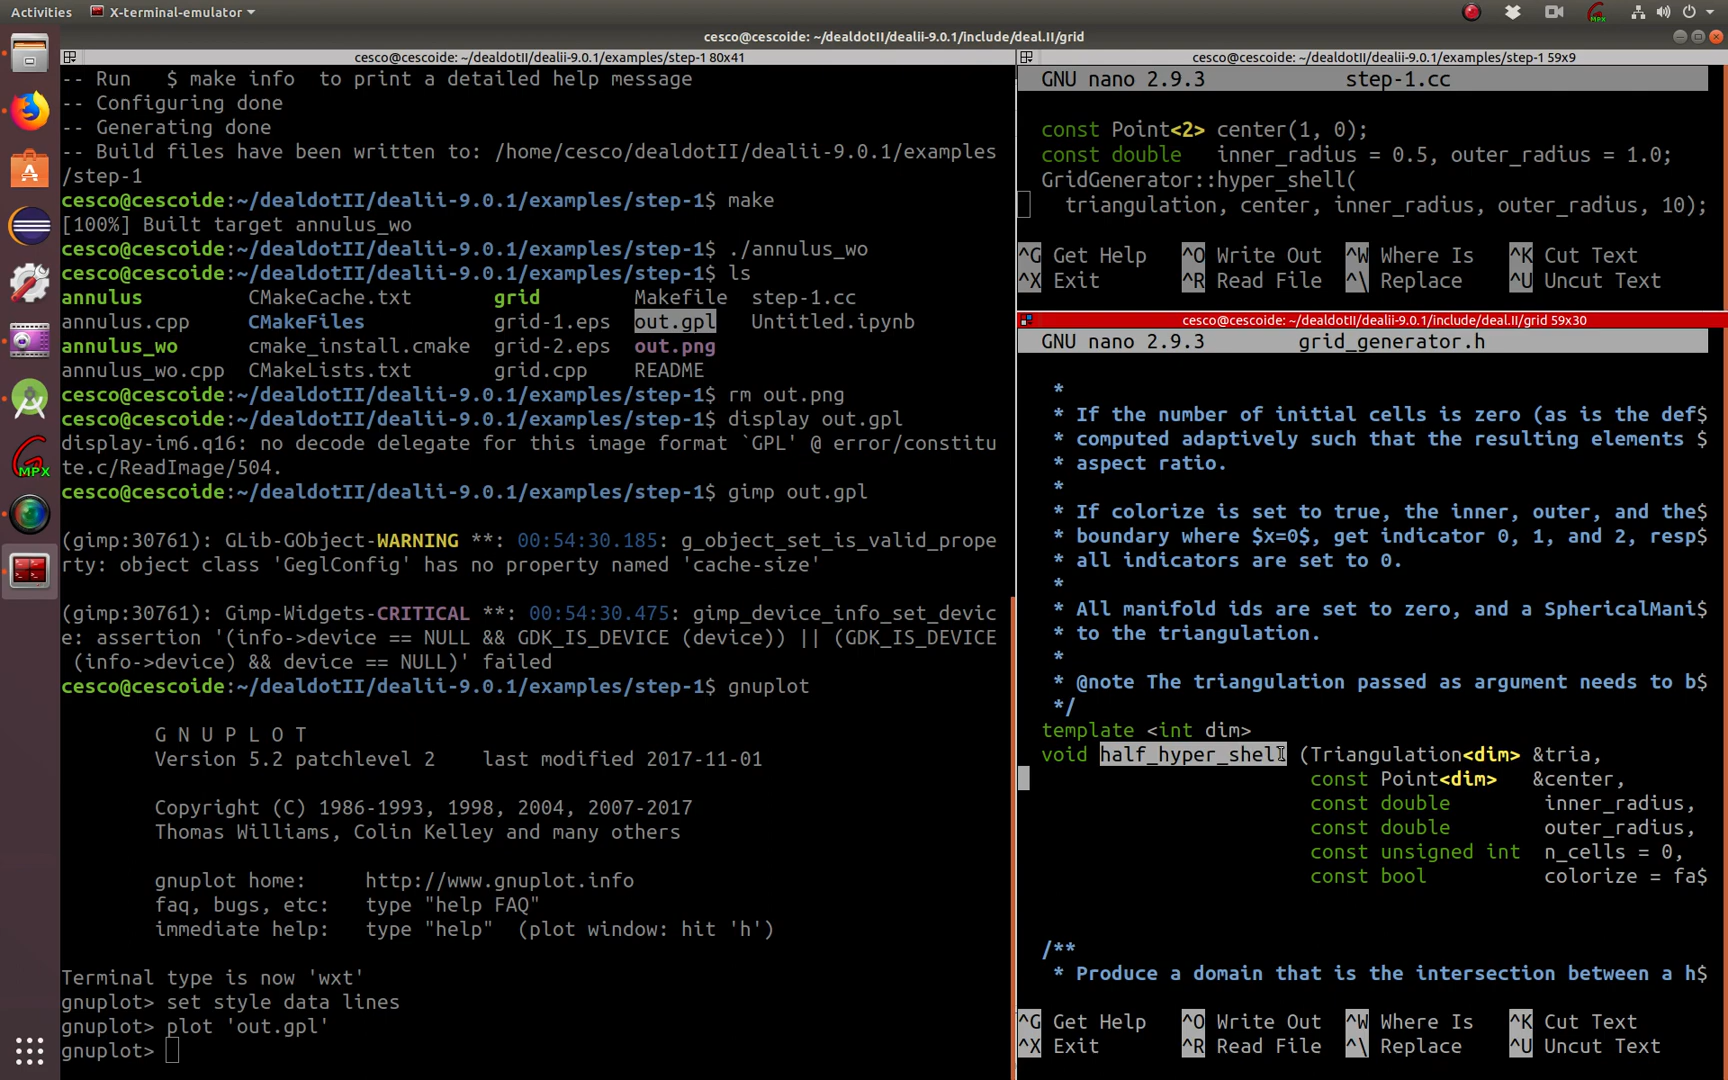 Activities X-terminal-emulator
MPX
cesco@cescoide: ~/dealdotII/dealii-9.0.1/include/deal.II/grid
cesco@cescoide: ~/dealdotII/dealii-9.0.1/examples/step-1 80x41
-- Run   $ make info  to print a detailed help message
-- Configuring done
-- Generating done
-- Build files have been written to: /home/cesco/dealdotII/dealii-9.0.1/examples
/step-1
cesco@cescoide:~/dealdotII/dealii-9.0.1/examples/step-1$ make
[100%] Built target annulus_wo
cesco@cescoide:~/dealdotII/dealii-9.0.1/examples/step-1$ ./annulus_wo
cesco@cescoide:~/dealdotII/dealii-9.0.1/examples/step-1$ ls
annulus         CMakeCache.txt       grid        Makefile  step-1.cc
annulus.cpp     CMakeFiles           grid-1.eps  out.gpl   Untitled.ipynb
annulus_wo      cmake_install.cmake  grid-2.eps  out.png
annulus_wo.cpp  CMakeLists.txt       grid.cpp    README
cesco@cescoide:~/dealdotII/dealii-9.0.1/examples/step-1$ rm out.png
cesco@cescoide:~/dealdotII/dealii-9.0.1/examples/step-1$ display out.gpl
display-im6.q16: no decode delegate for this image format `GPL' @ error/constitu
te.c/ReadImage/504.
cesco@cescoide:~/dealdotII/dealii-9.0.1/examples/step-1$ gimp out.gpl
(gimp:30761): GLib-GObject-WARNING **: 00:54:30.185: g_object_set_is_valid_prope
rty: object class 'GeglConfig' has no property named 'cache-size'
(gimp:30761): Gimp-Widgets-CRITICAL **: 00:54:30.475: gimp_device_info_set_devic
e: assertion '(info->device == NULL && GDK_IS_DEVICE (device)) || (GDK_IS_DEVICE
 (info->device) && device == NULL)' failed
cesco@cescoide:~/dealdotII/dealii-9.0.1/examples/step-1$ gnuplot
G N U P L O T
Version 5.2 patchlevel 2    last modified 2017-11-01
Copyright (C) 1986-1993, 1998, 2004, 2007-2017
Thomas Williams, Colin Kelley and many others
gnuplot home:     http://www.gnuplot.info
faq, bugs, etc:   type "help FAQ"
immediate help:   type "help"  (plot window: hit 'h')
Terminal type is now 'wxt'
gnuplot> set style data lines
gnuplot> plot 'out.gpl'
gnuplot>
MPX
cesco@cescoide: ~/dealdotII/dealii-9.0.1/examples/step-1 59x9
GNU nano 2.9.3            step-1.cc
const Point<2> center(1, 0);
const double   inner_radius = 0.5, outer_radius = 1.0;
GridGenerator::hyper_shell(
  triangulation, center, inner_radius, outer_radius, 10);
^G Get Help   ^O Write Out  ^W Where Is   ^K Cut Text
^X Exit       ^R Read File  ^\ Replace    ^U Uncut Text
cesco@cescoide: ~/dealdotII/dealii-9.0.1/include/deal.II/grid 59x30
GNU nano 2.9.3        grid_generator.h
*
* If the number of initial cells is zero (as is the def$
* computed adaptively such that the resulting elements $
* aspect ratio.
*
* If colorize is set to true, the inner, outer, and the$
* boundary where $x=0$, get indicator 0, 1, and 2, resp$
* all indicators are set to 0.
*
* All manifold ids are set to zero, and a SphericalMani$
* to the triangulation.
*
* @note The triangulation passed as argument needs to b$
*/
template <int dim>
void half_hyper_shell (Triangulation<dim> &tria,
const Point<dim>   &center,
const double        inner_radius,
const double        outer_radius,
const unsigned int  n_cells = 0,
const bool          colorize = fa$
/**
* Produce a domain that is the intersection between a h$
^G Get Help   ^O Write Out  ^W Where Is   ^K Cut Text
^X Exit       ^R Read File  ^\ Replace    ^U Uncut Text